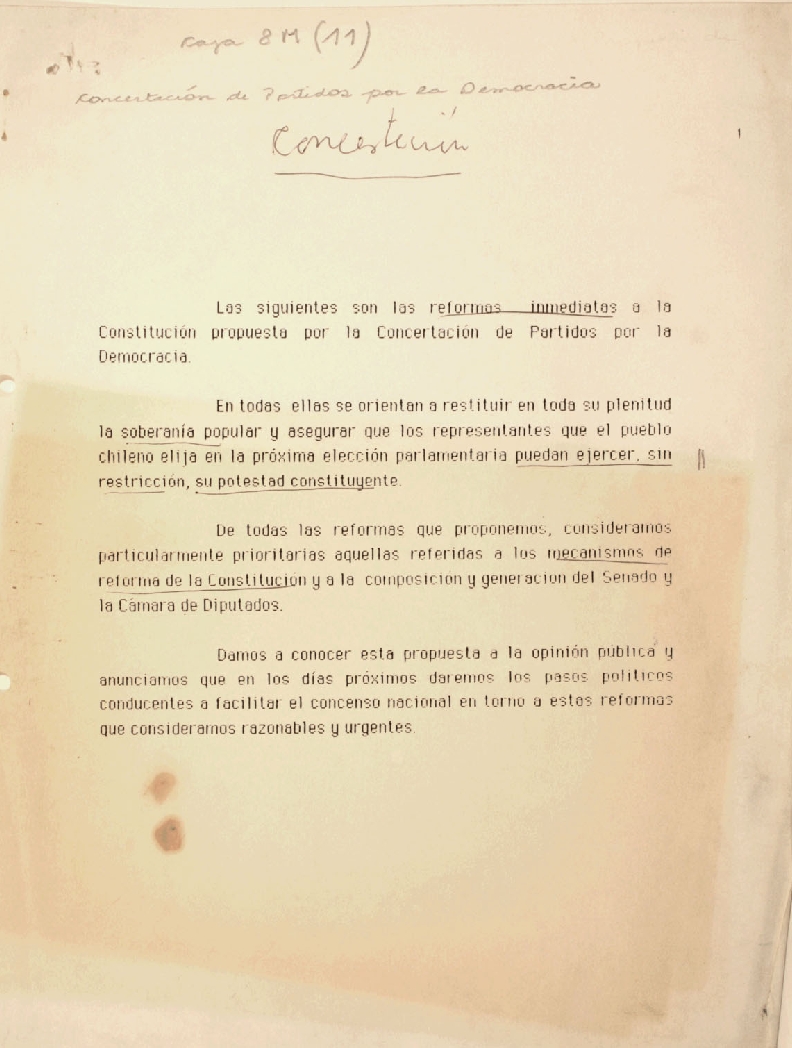 Caja 8M (11)
Concertación de Partidos por la Democracia
Concertación
1
Las siguientes son las reformas inmediatas a la
Constitución propuesta por la Concertación de Partidos por la
Democracia.
En todas ellas se orientan a restituir en toda su plenitud
la soberanía popular y asegurar que los representantes que el pueblo
chileno elija en la próxima elección parlamentaria puedan ejercer, sin
restricción, su potestad constituyente.
De todas las reformas que proponemos, consideramos
particularmente prioritarias aquellas referidas a los mecanismos de
reforma de la Constitución y a la composicion y generacion del Senado y
la Cámara de Diputados.
Damos a conocer esta propuesta a la opinión publica y
anunciamos que en los días próximos daremos los pasos políticos
conducentes a facilitar el concenso nacional en torno a estas reformas
que consideramos razonables y urgentes.